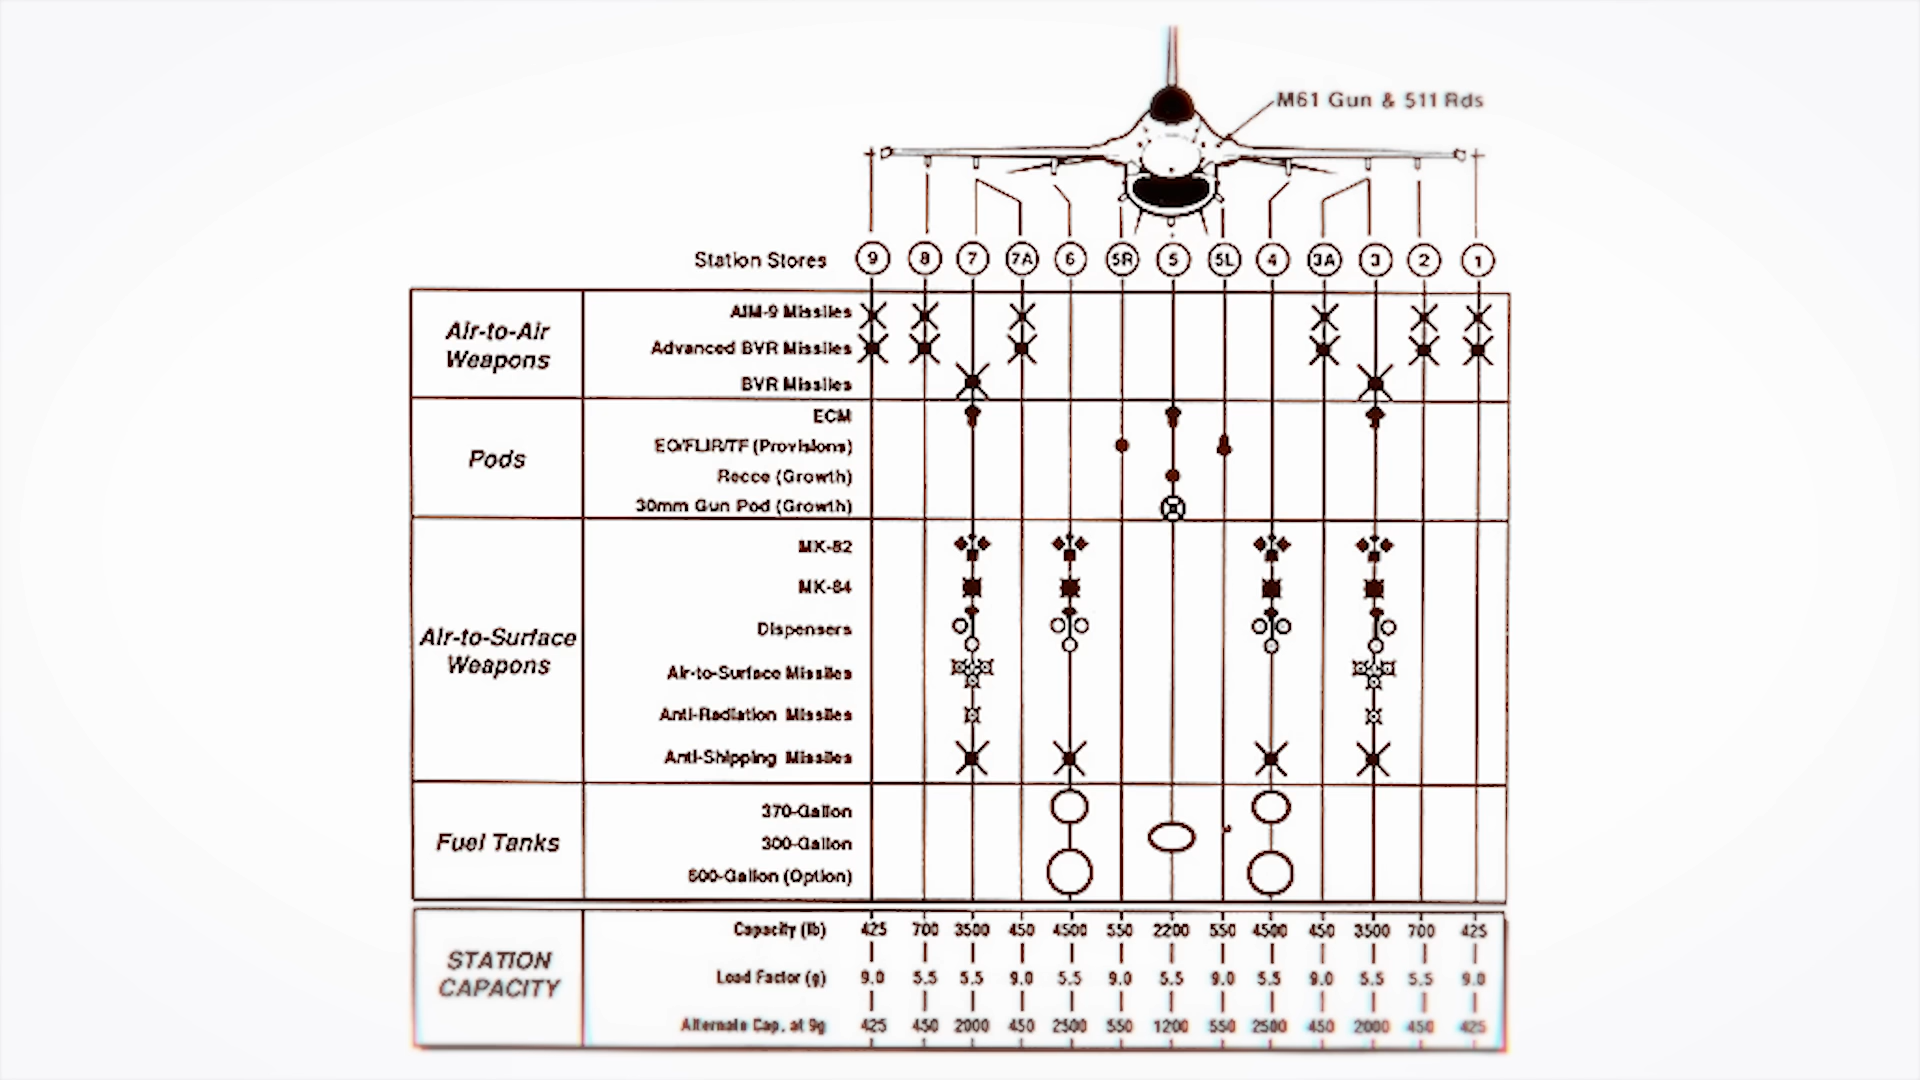 M61 Gun & 511 Rds
Station Stores 9 8 7 7A 6 5R 5 5L 4 3A 3 2 1
Air-to-Air
Weapons
AIM-9 Missiles
Advanced BVR Missiles
BVR Missiles
Pods
ECM
EO/FLIR/TF (Provisions)
Recce (Growth)
30mm Gun Pod (Growth)
Air-to-Surface
Weapons
MK-82
MK-84
Dispensers
Air-to-Surface Missiles
Anti-Radiation Missiles
Anti-Shipping Missiles
Fuel Tanks
370-Gallon
300-Gallon
600-Gallon (Option)
STATION
CAPACITY
Capacity (lb) 425 700 3500 450 4500 550 2200 550 4500 450 3500 700 425
Load Factor (g) 9.0 5.5 5.5 9.0 5.5 9.0 5.5 9.0 5.5 9.0 5.5 5.5 9.0
Alternate Cap. at 9g 425 450 2000 450 2500 550 1200 550 2500 450 2000 450 425